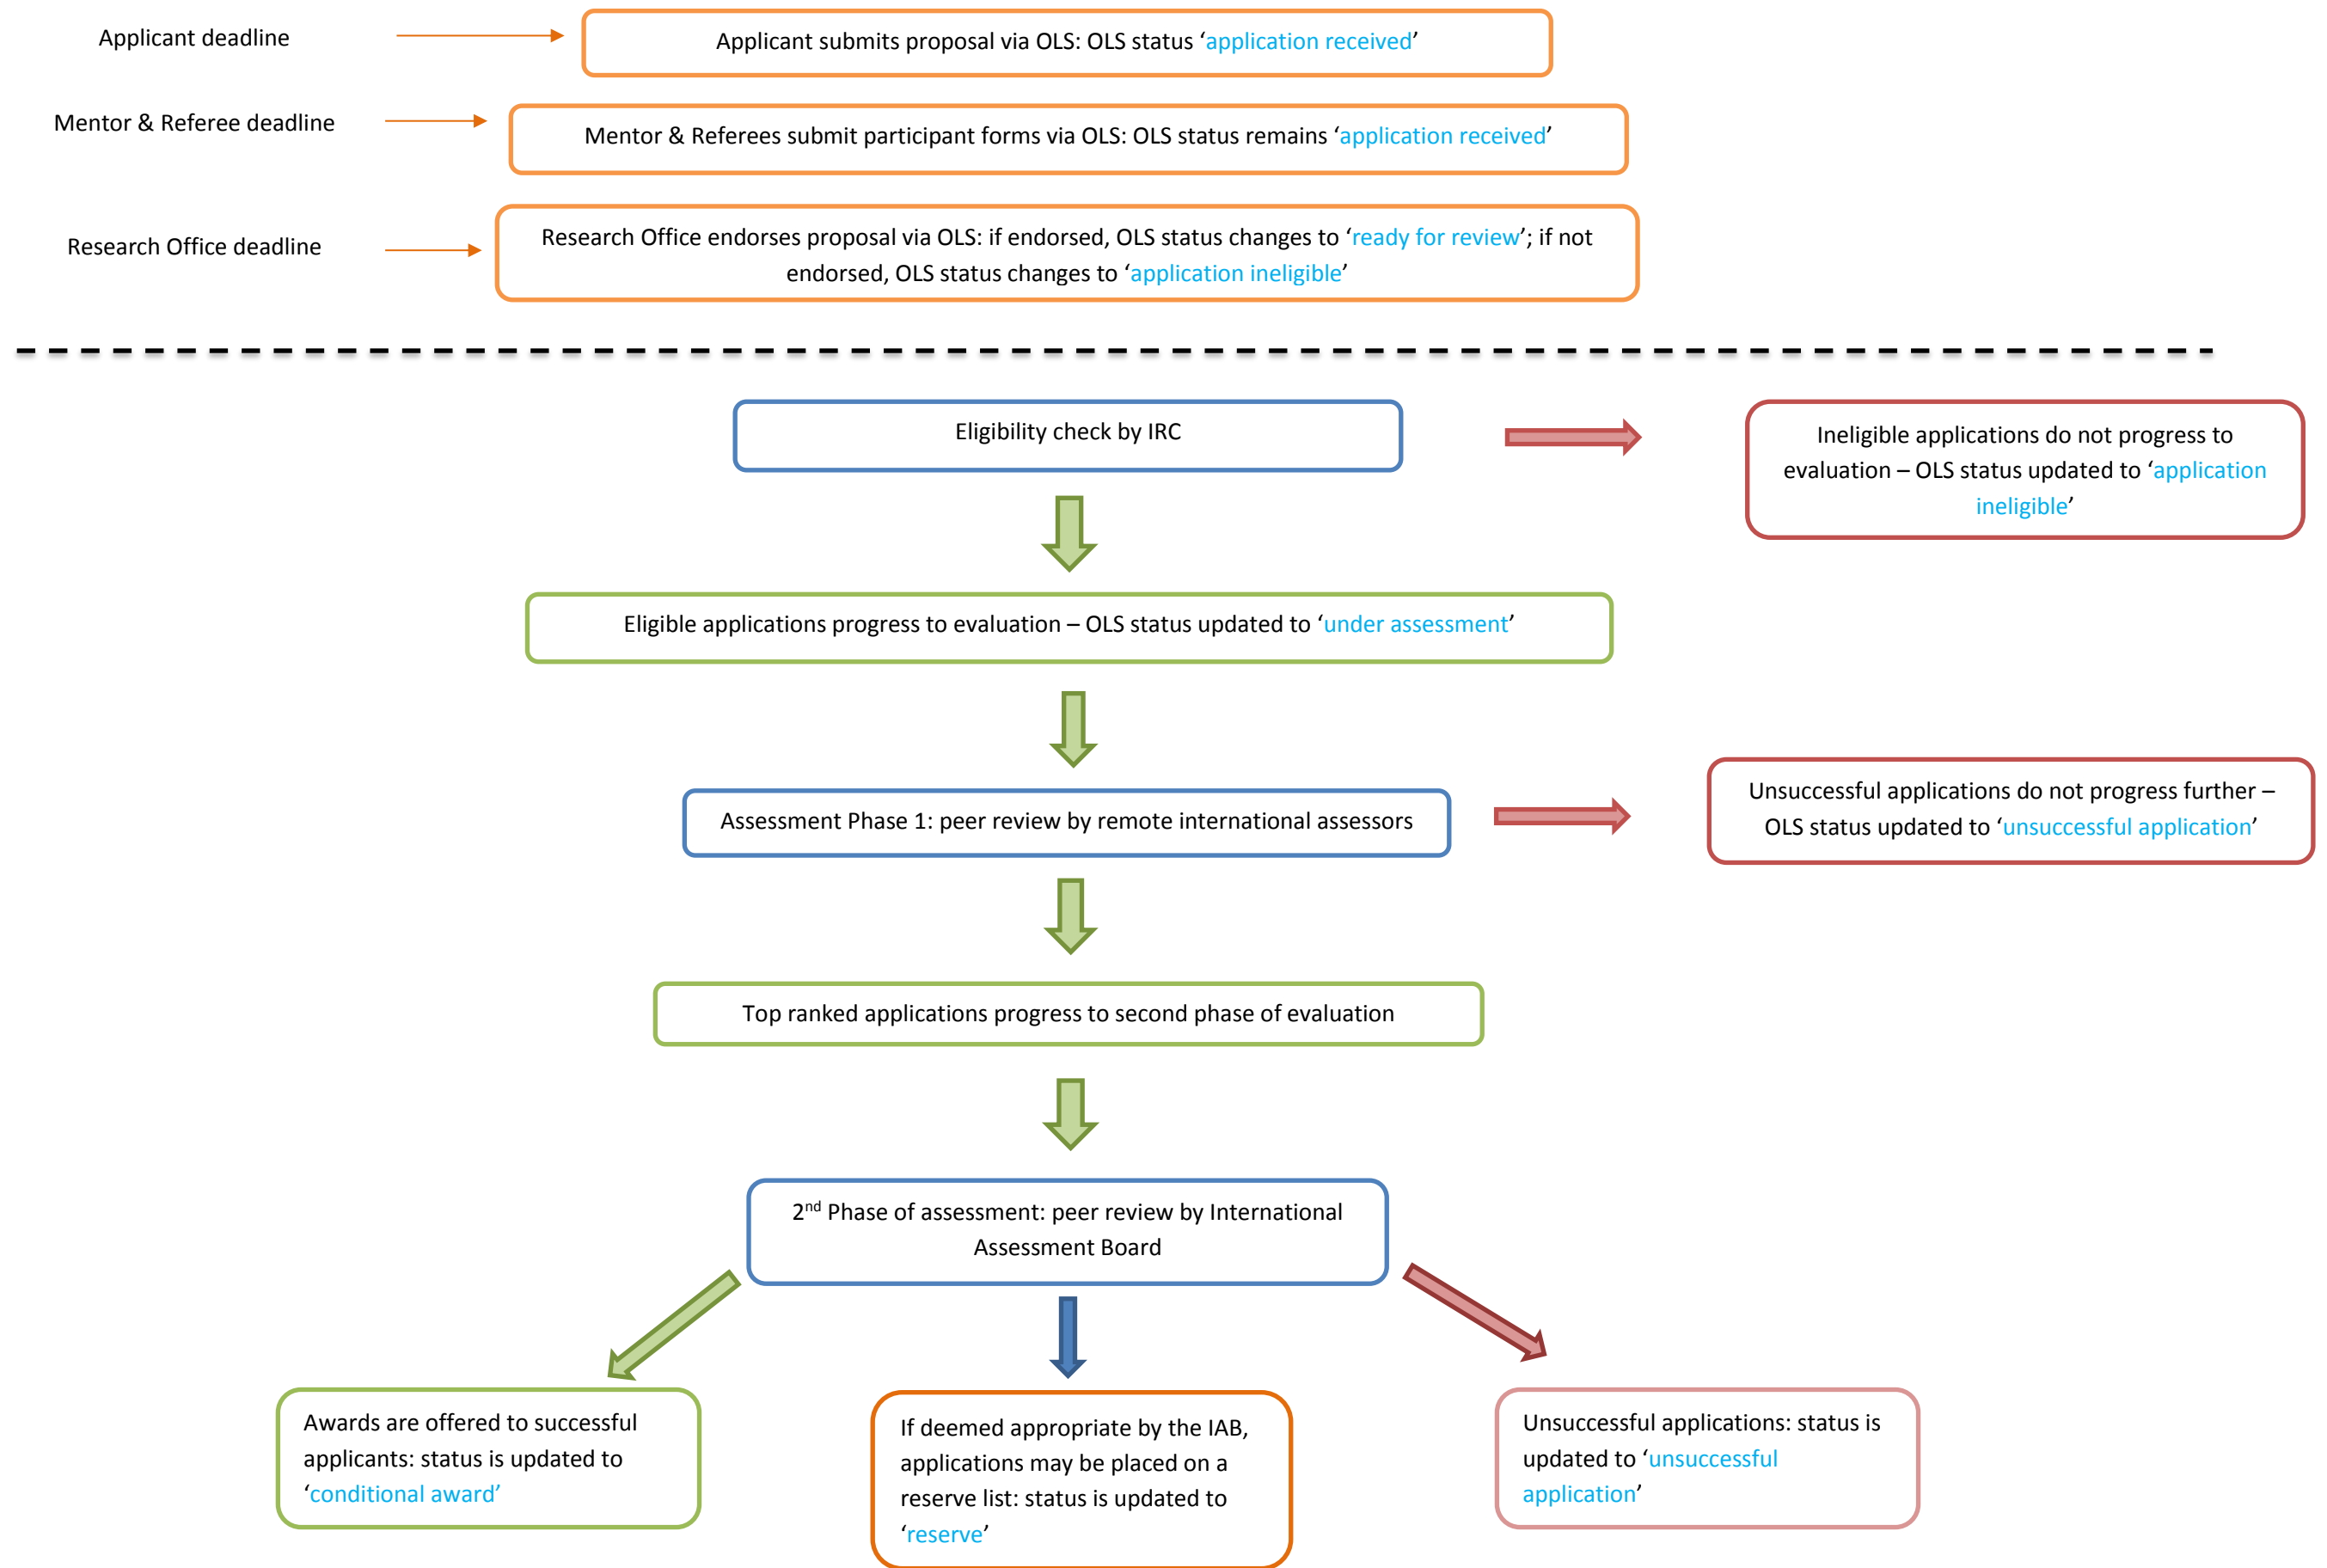 Applicant deadline
Applicant submits proposal via OLS: OLS status ‘application received’
Mentor & Referee deadline
Mentor & Referees submit participant forms via OLS: OLS status remains ‘application received’
Research Office deadline
Research Office endorses proposal via OLS: if endorsed, OLS status changes to ‘ready for review’; if not
endorsed, OLS status changes to ‘application ineligible’
Eligibility check by IRC
Ineligible applications do not progress to
evaluation – OLS status updated to ‘application
ineligible’
Eligible applications progress to evaluation – OLS status updated to ‘under assessment’
Assessment Phase 1: peer review by remote international assessors
Unsuccessful applications do not progress further –
OLS status updated to ‘unsuccessful application’
Top ranked applications progress to second phase of evaluation
2nd Phase of assessment: peer review by International
Assessment Board
Awards are offered to successful
applicants: status is updated to
‘conditional award’
If deemed appropriate by the IAB,
applications may be placed on a
reserve list: status is updated to
‘reserve’
Unsuccessful applications: status is
updated to ‘unsuccessful
application’